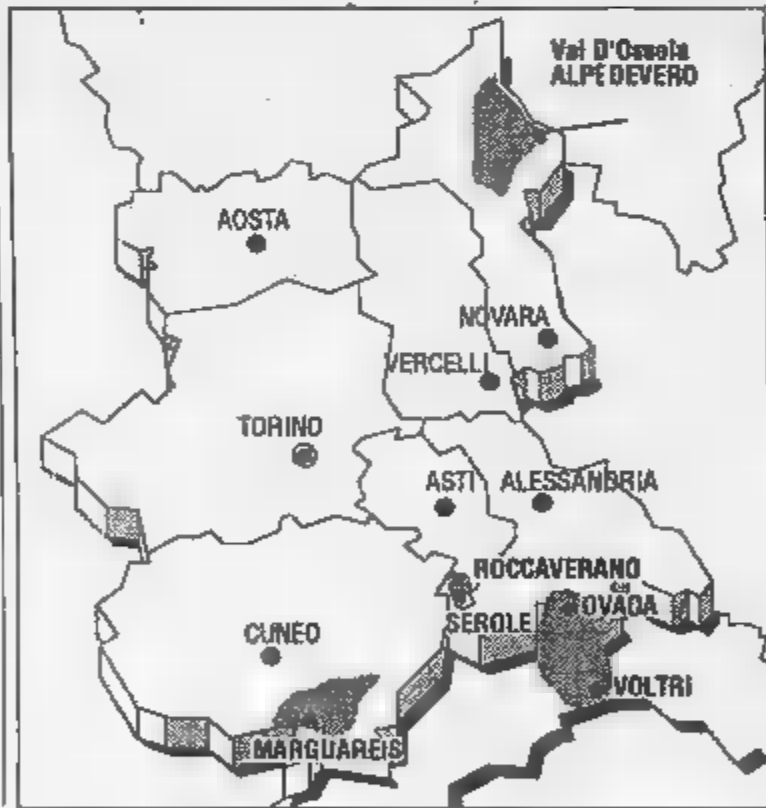 Val D'Ossola
ALPE DEVERO
AOSTA
NOVARA
VERCELLI
TORINO
ASTI
ALESSANDRIA
ROCCAVERANO
OVADA
SEROLE
CUNEO
VOLTRI
MARGUAREIS